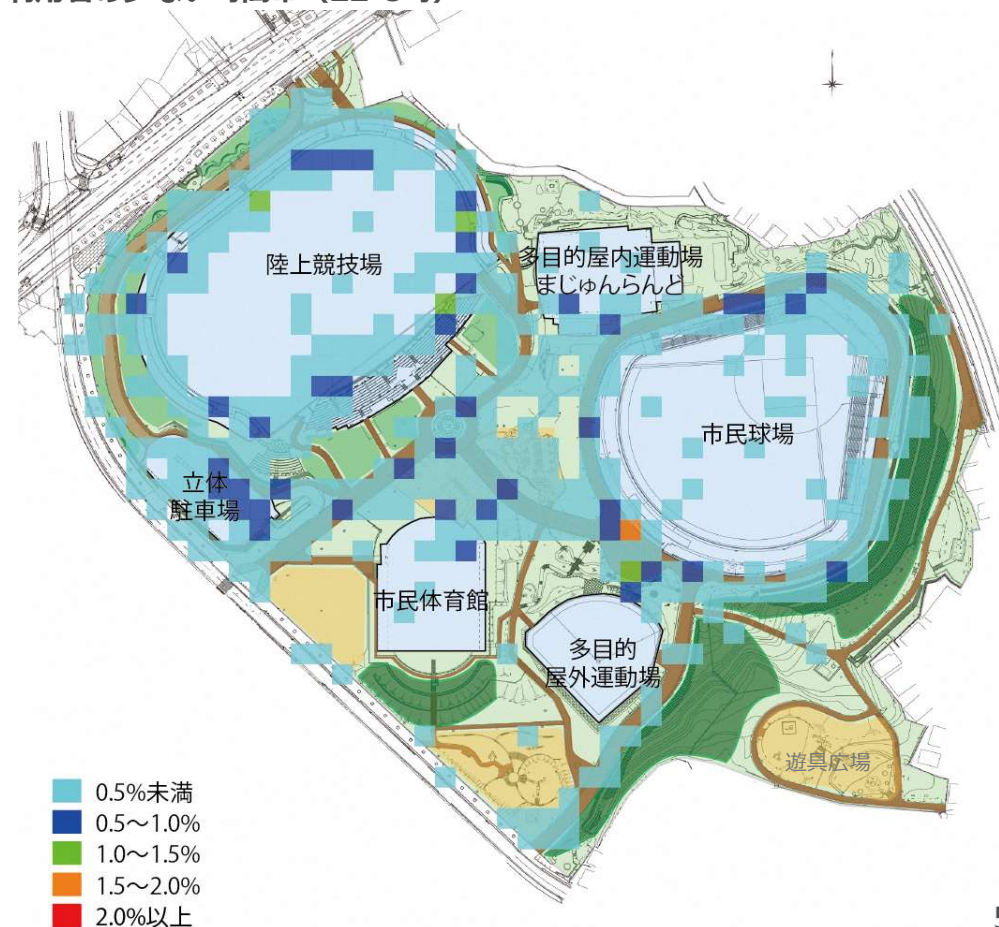 陸上競技場
多目的屋内運動場
まじゅんらんど
市民球場
立体
駐車場
市民体育館
多目的
屋外運動場
遊具広場
0.5%未満
0.5〜1.0%
1.0〜1.5%
1.5〜2.0%
2.0%以上